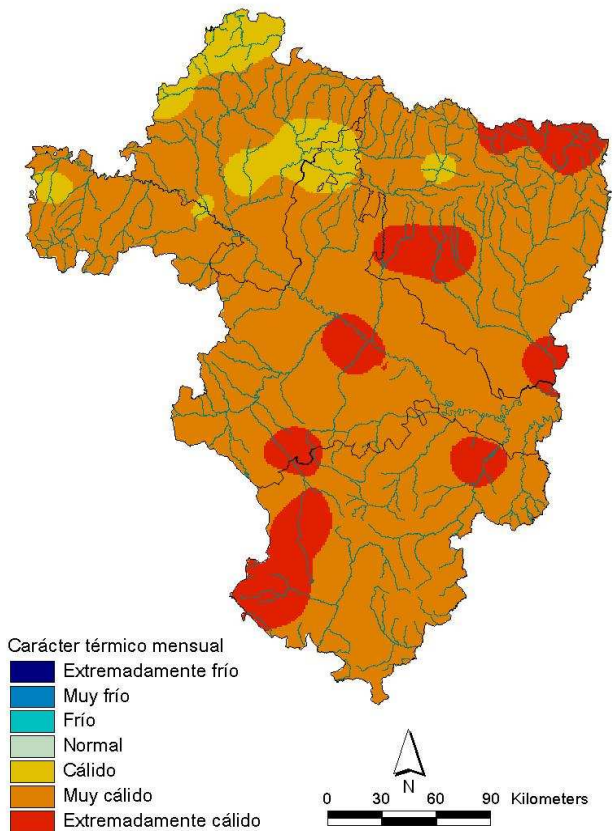 Carácter térmico mensual
Extremadamente frío
Muy frío
Frío
Normal
Cálido
Muy cálido
Extremadamente cálido
N
0 30 60 90 Kilometers